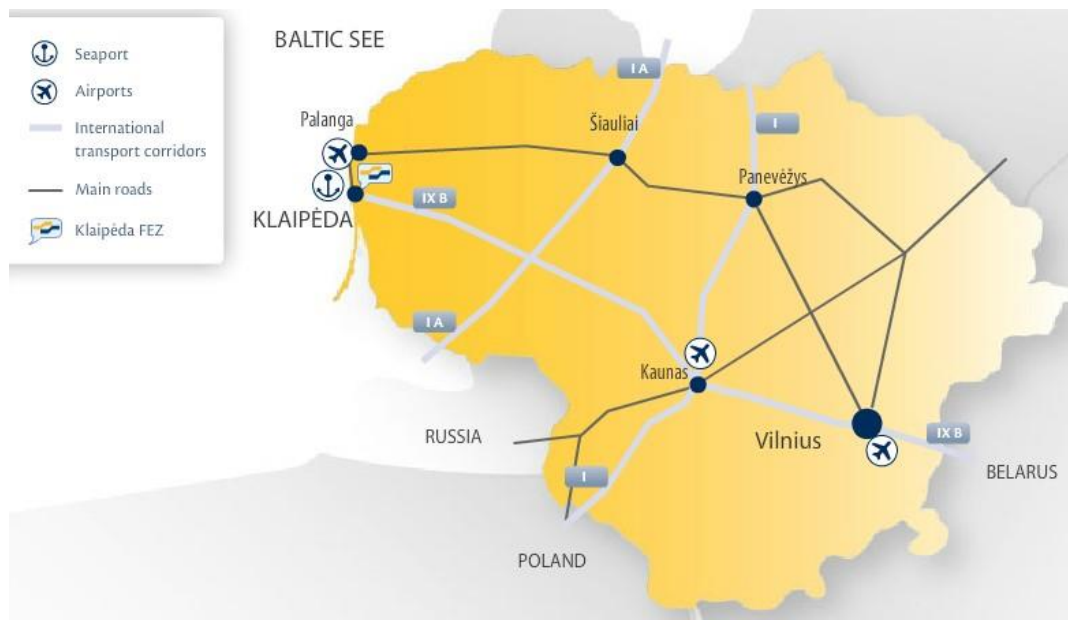 Seaport
Airports
International
transport corridors
Main roads
Klaipėda FEZ
BALTIC SEE
I A
Palanga
Šiauliai
I
Panevėžys
IX B
KLAIPĖDA
I A
Kaunas
RUSSIA
Vilnius
IX B
BELARUS
I
POLAND